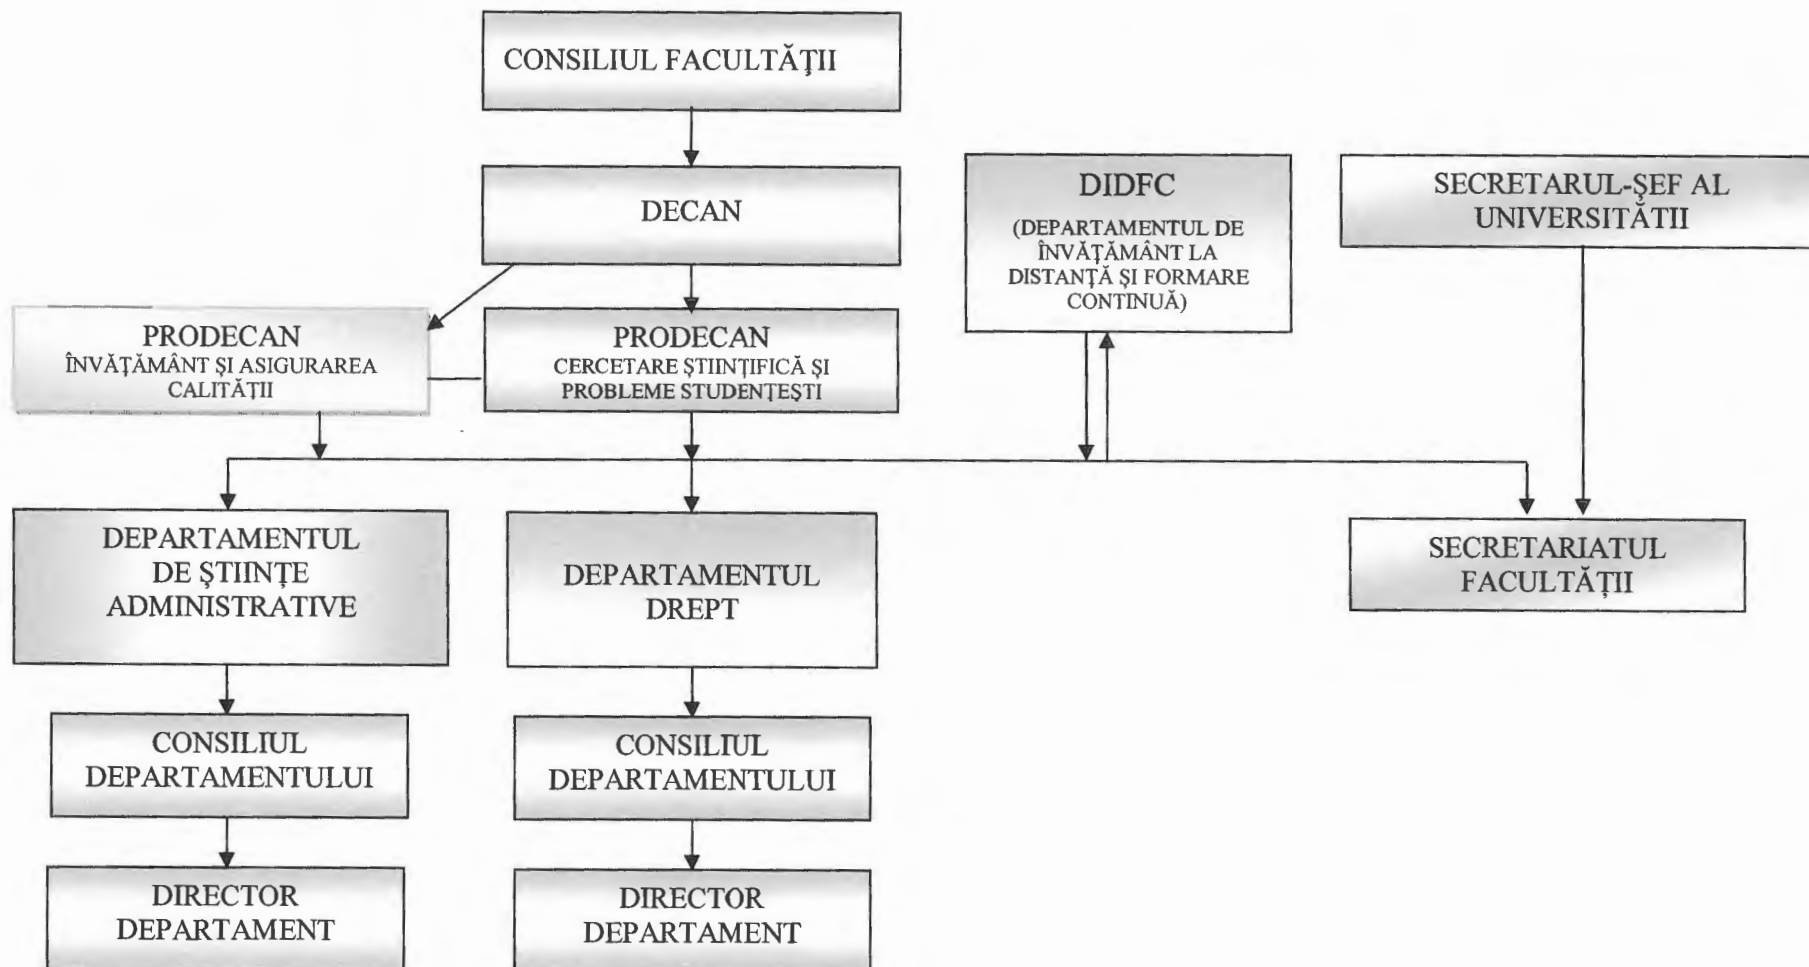 CONSILIUL FACULTĂŢII
DECAN
DIDFC
(DEPARTAMENTUL DE
ÎNVĂŢĂMÂNT LA
DISTANŢĂ ŞI FORMARE
CONTINUĂ)
SECRETARUL-ŞEF AL
UNIVERSITĂTII
PRODECAN
ÎNVĂŢĂMÂNT ŞI ASIGURAREA
CALITĂŢII
PRODECAN
CERCETARE ŞTIINŢIFICĂ ŞI
PROBLEME STUDENŢEŞTI
DEPARTAMENTUL
DE ŞTIINŢE
ADMINISTRATIVE
DEPARTAMENTUL
DREPT
SECRETARIATUL
FACULTĂŢII
CONSILIUL
DEPARTAMENTULUI
CONSILIUL
DEPARTAMENTULUI
DIRECTOR
DEPARTAMENT
DIRECTOR
DEPARTAMENT